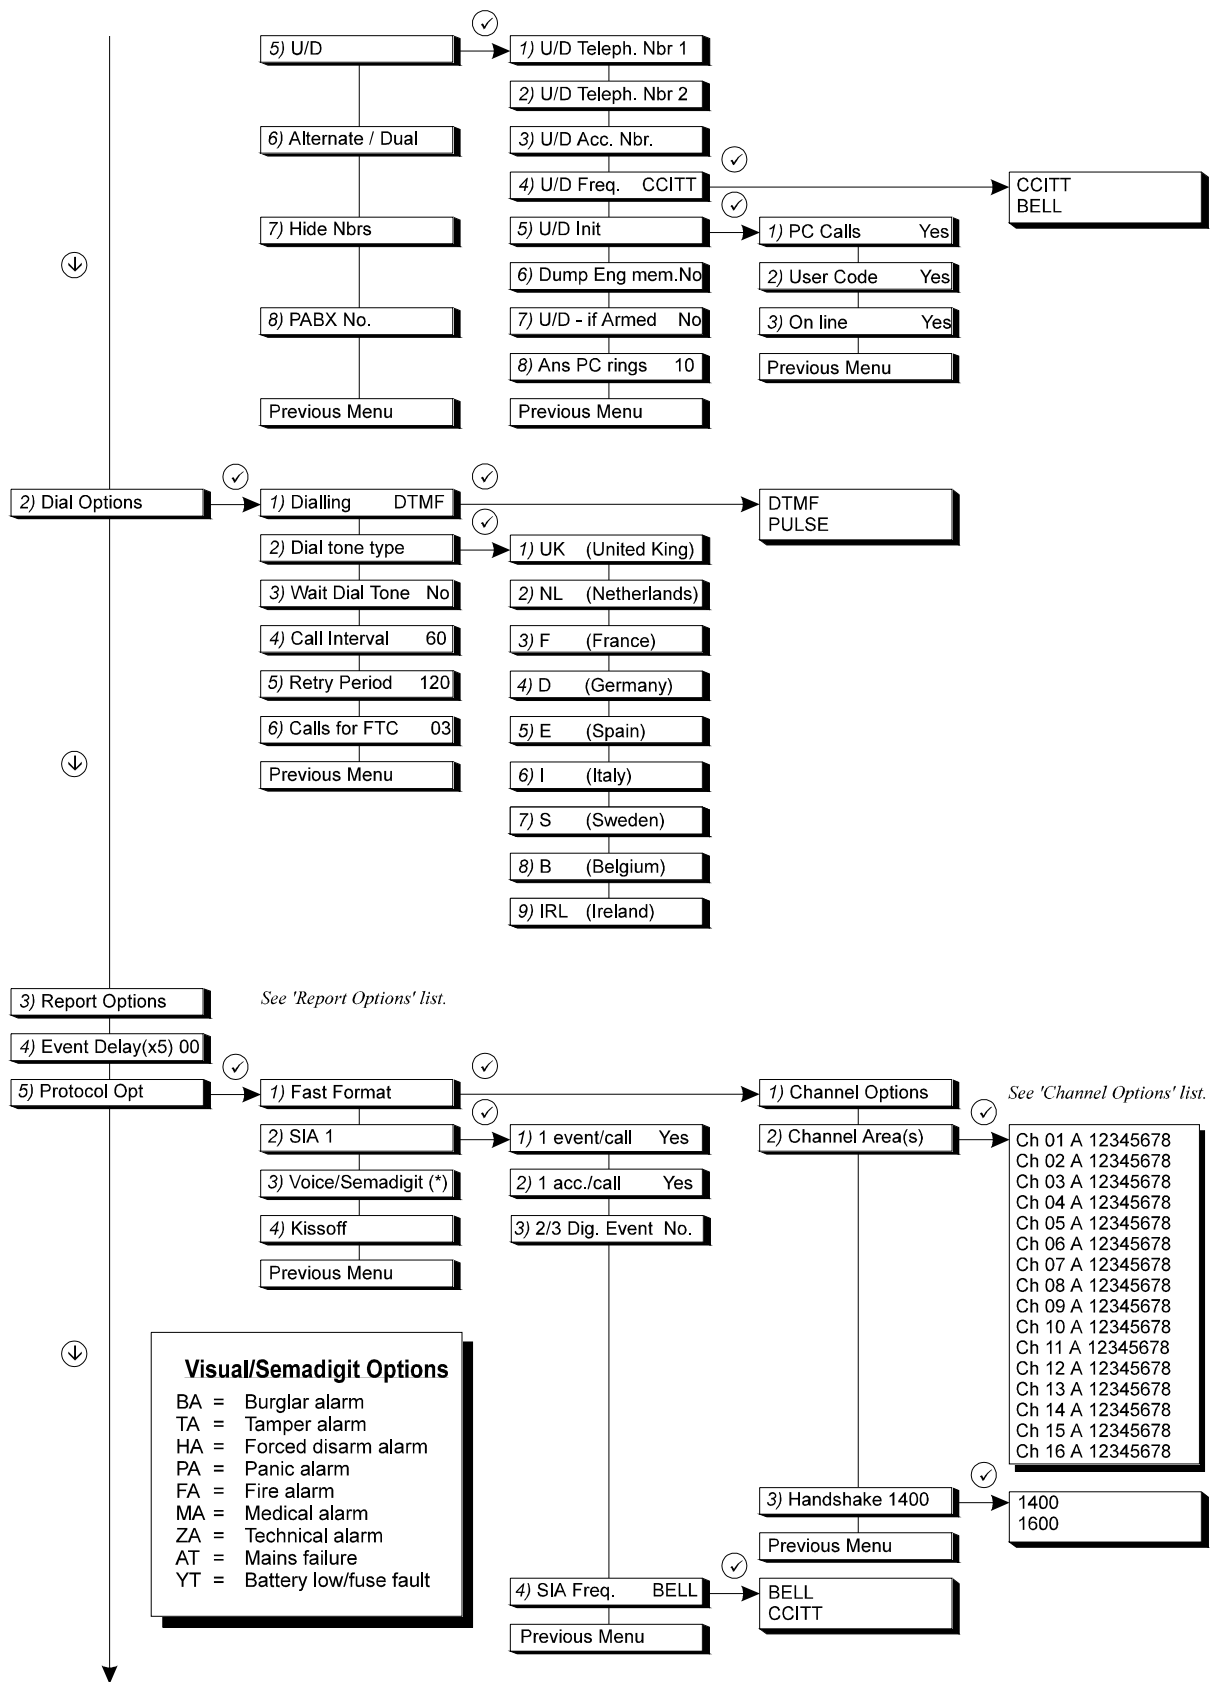 5) U/D
6) Alternate / Dual
7) Hide Nbrs
8) PABX No.
Previous Menu
1) U/D Teleph. Nbr 1
2) U/D Teleph. Nbr 2
3) U/D Acc. Nbr.
4) U/D Freq. CCITT
5) U/D Init
6) Dump Eng mem.No
7) U/D - if Armed No
8) Ans PC rings 10
Previous Menu
CCITT
BELL
1) PC Calls Yes
2) User Code Yes
3) On line Yes
Previous Menu
2) Dial Options
1) Dialling DTMF
2) Dial tone type
3) Wait Dial Tone No
4) Call Interval 60
5) Retry Period 120
6) Calls for FTC 03
Previous Menu
DTMF
PULSE
1) UK (United King)
2) NL (Netherlands)
3) F (France)
4) D (Germany)
5) E (Spain)
6) I (Italy)
7) S (Sweden)
8) B (Belgium)
9) IRL (Ireland)
3) Report Options
See 'Report Options' list.
4) Event Delay(x5) 00
5) Protocol Opt
1) Fast Format
2) SIA 1
3) Voice/Semadigit (*)
4) Kissoff
Previous Menu
1) 1 event/call Yes
2) 1 acc./call Yes
3) 2/3 Dig. Event No.
4) SIA Freq. BELL
Previous Menu
1) Channel Options
See 'Channel Options' list.
2) Channel Area(s)
Ch 01 A 12345678
Ch 02 A 12345678
Ch 03 A 12345678
Ch 04 A 12345678
Ch 05 A 12345678
Ch 06 A 12345678
Ch 07 A 12345678
Ch 08 A 12345678
Ch 09 A 12345678
Ch 10 A 12345678
Ch 11 A 12345678
Ch 12 A 12345678
Ch 13 A 12345678
Ch 14 A 12345678
Ch 15 A 12345678
Ch 16 A 12345678
3) Handshake 1400
1400
1600
Previous Menu
BELL
CCITT
Visual/Semadigit Options
BA = Burglar alarm
TA = Tamper alarm
HA = Forced disarm alarm
PA = Panic alarm
FA = Fire alarm
MA = Medical alarm
ZA = Technical alarm
AT = Mains failure
YT = Battery low/fuse fault